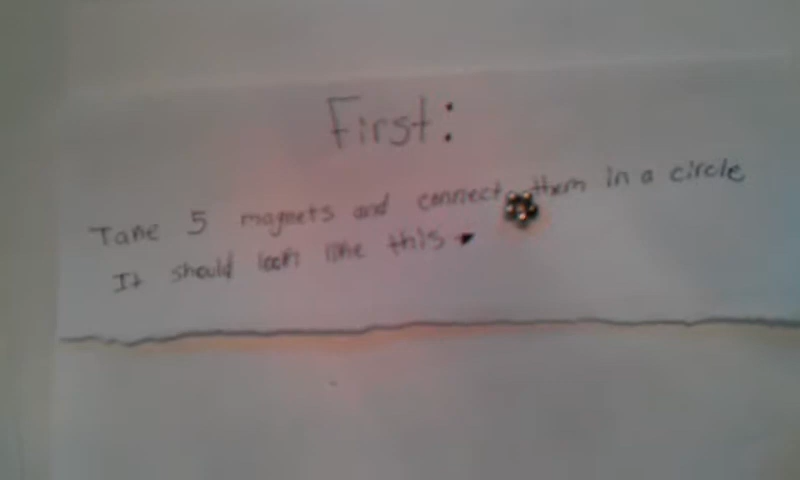 First:
Take 5 magnets and connect them in a circle
It should look like this